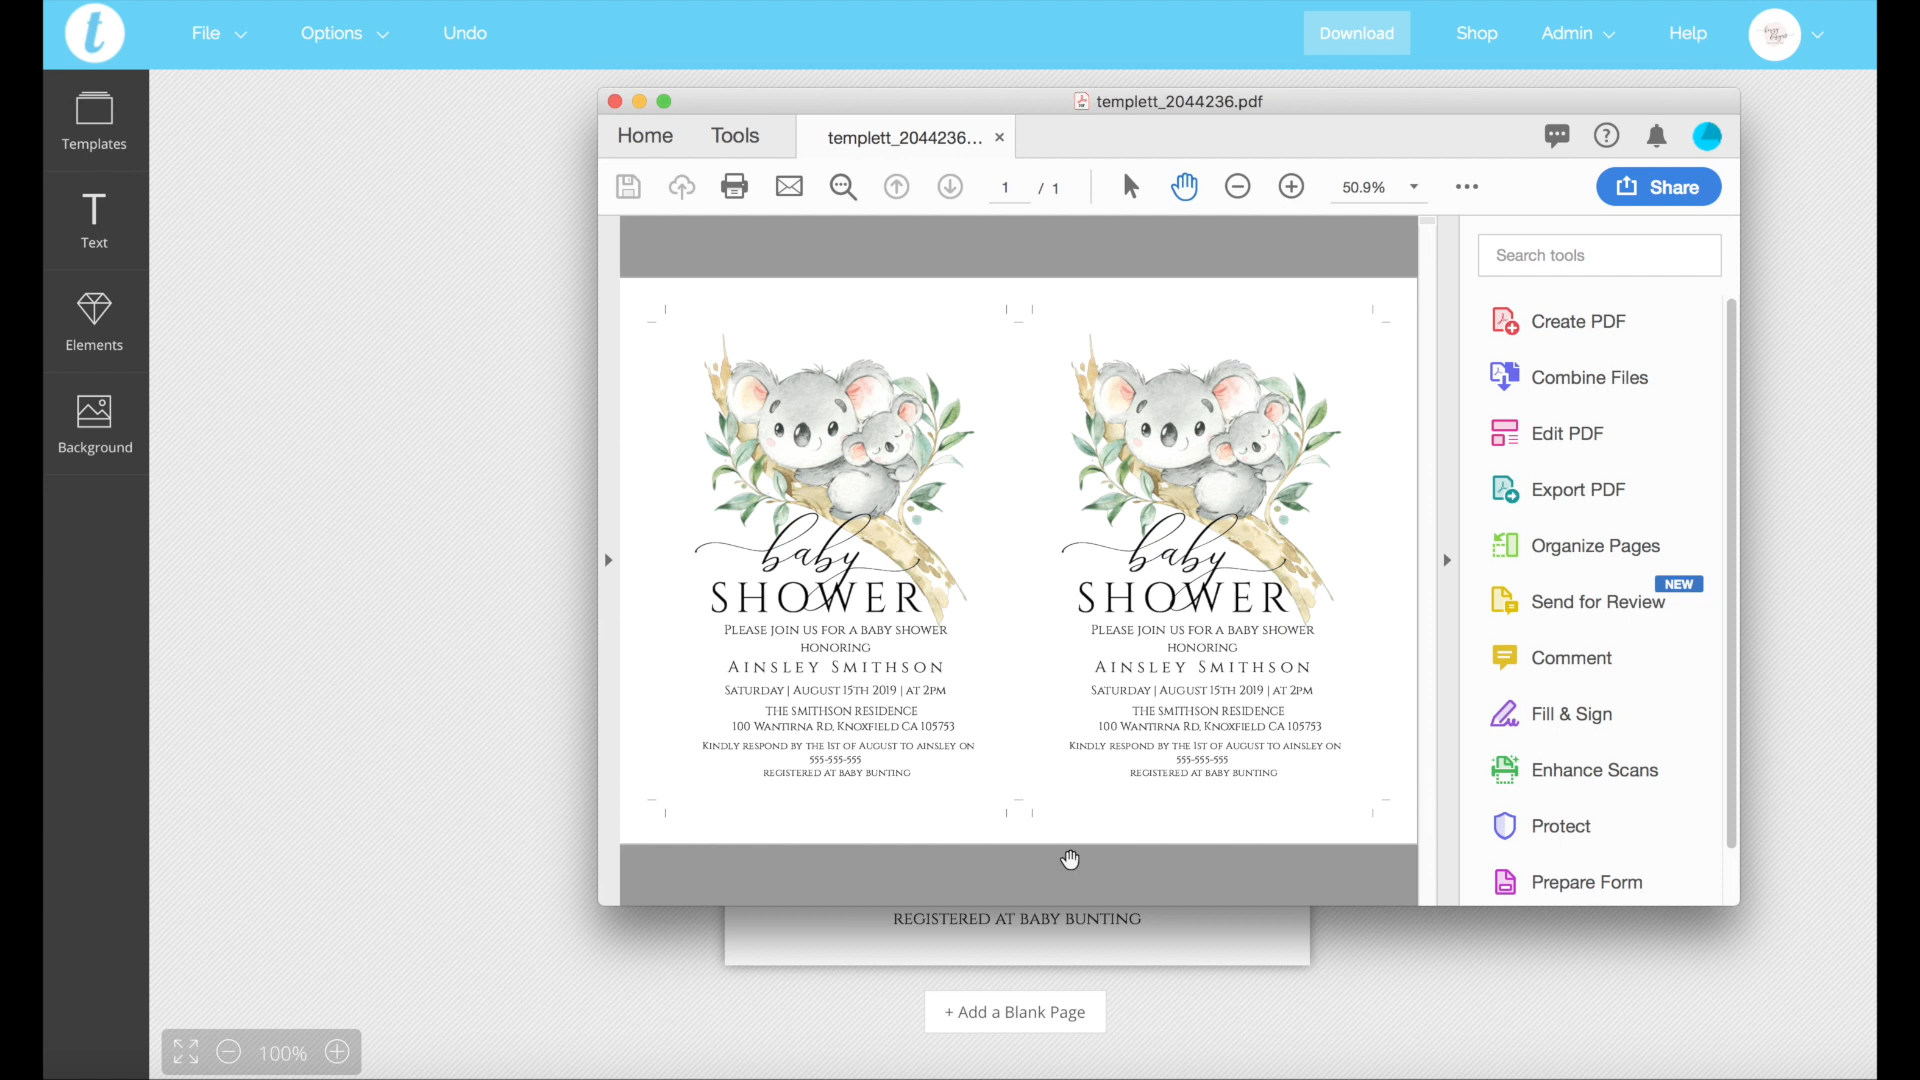 t
File
Options
Undo
Download
Shop
Admin
Help
Templates
Text
Elements
Background
templett_2044236.pdf
Home
Tools
templett_2044236...
1 / 1
50.9%
Share
Search tools
Create PDF
Combine Files
Edit PDF
Export PDF
Organize Pages
NEW
Send for Review
Comment
Fill & Sign
Enhance Scans
Protect
Prepare Form
baby
SHOWER
PLEASE JOIN US FOR A BABY SHOWER
HONORING
AINSLEY SMITHSON
SATURDAY | AUGUST 15TH 2019 | AT 2PM
THE SMITHSON RESIDENCE
100 WANTIRNA RD, KNOXFIELD CA 105753
KINDLY RESPOND BY THE 1ST OF AUGUST TO AINSLEY ON
555-555-555
REGISTERED AT BABY BUNTING
baby
SHOWER
PLEASE JOIN US FOR A BABY SHOWER
HONORING
AINSLEY SMITHSON
SATURDAY | AUGUST 15TH 2019 | AT 2PM
THE SMITHSON RESIDENCE
100 WANTIRNA RD, KNOXFIELD CA 105753
KINDLY RESPOND BY THE 1ST OF AUGUST TO AINSLEY ON
555-555-555
REGISTERED AT BABY BUNTING
REGISTERED AT BABY BUNTING
+ Add a Blank Page
100%